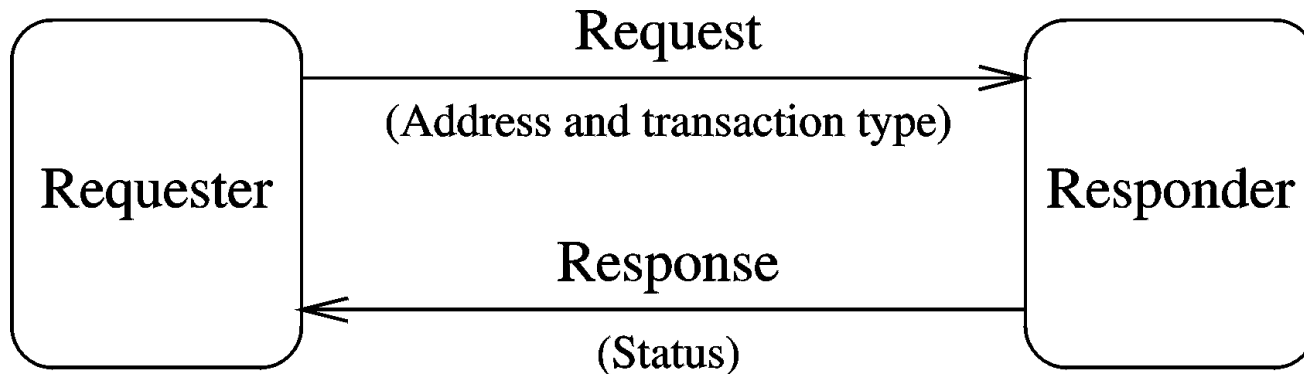 Request
(Address and transaction type)
Requester
Responder
Response
(Status)